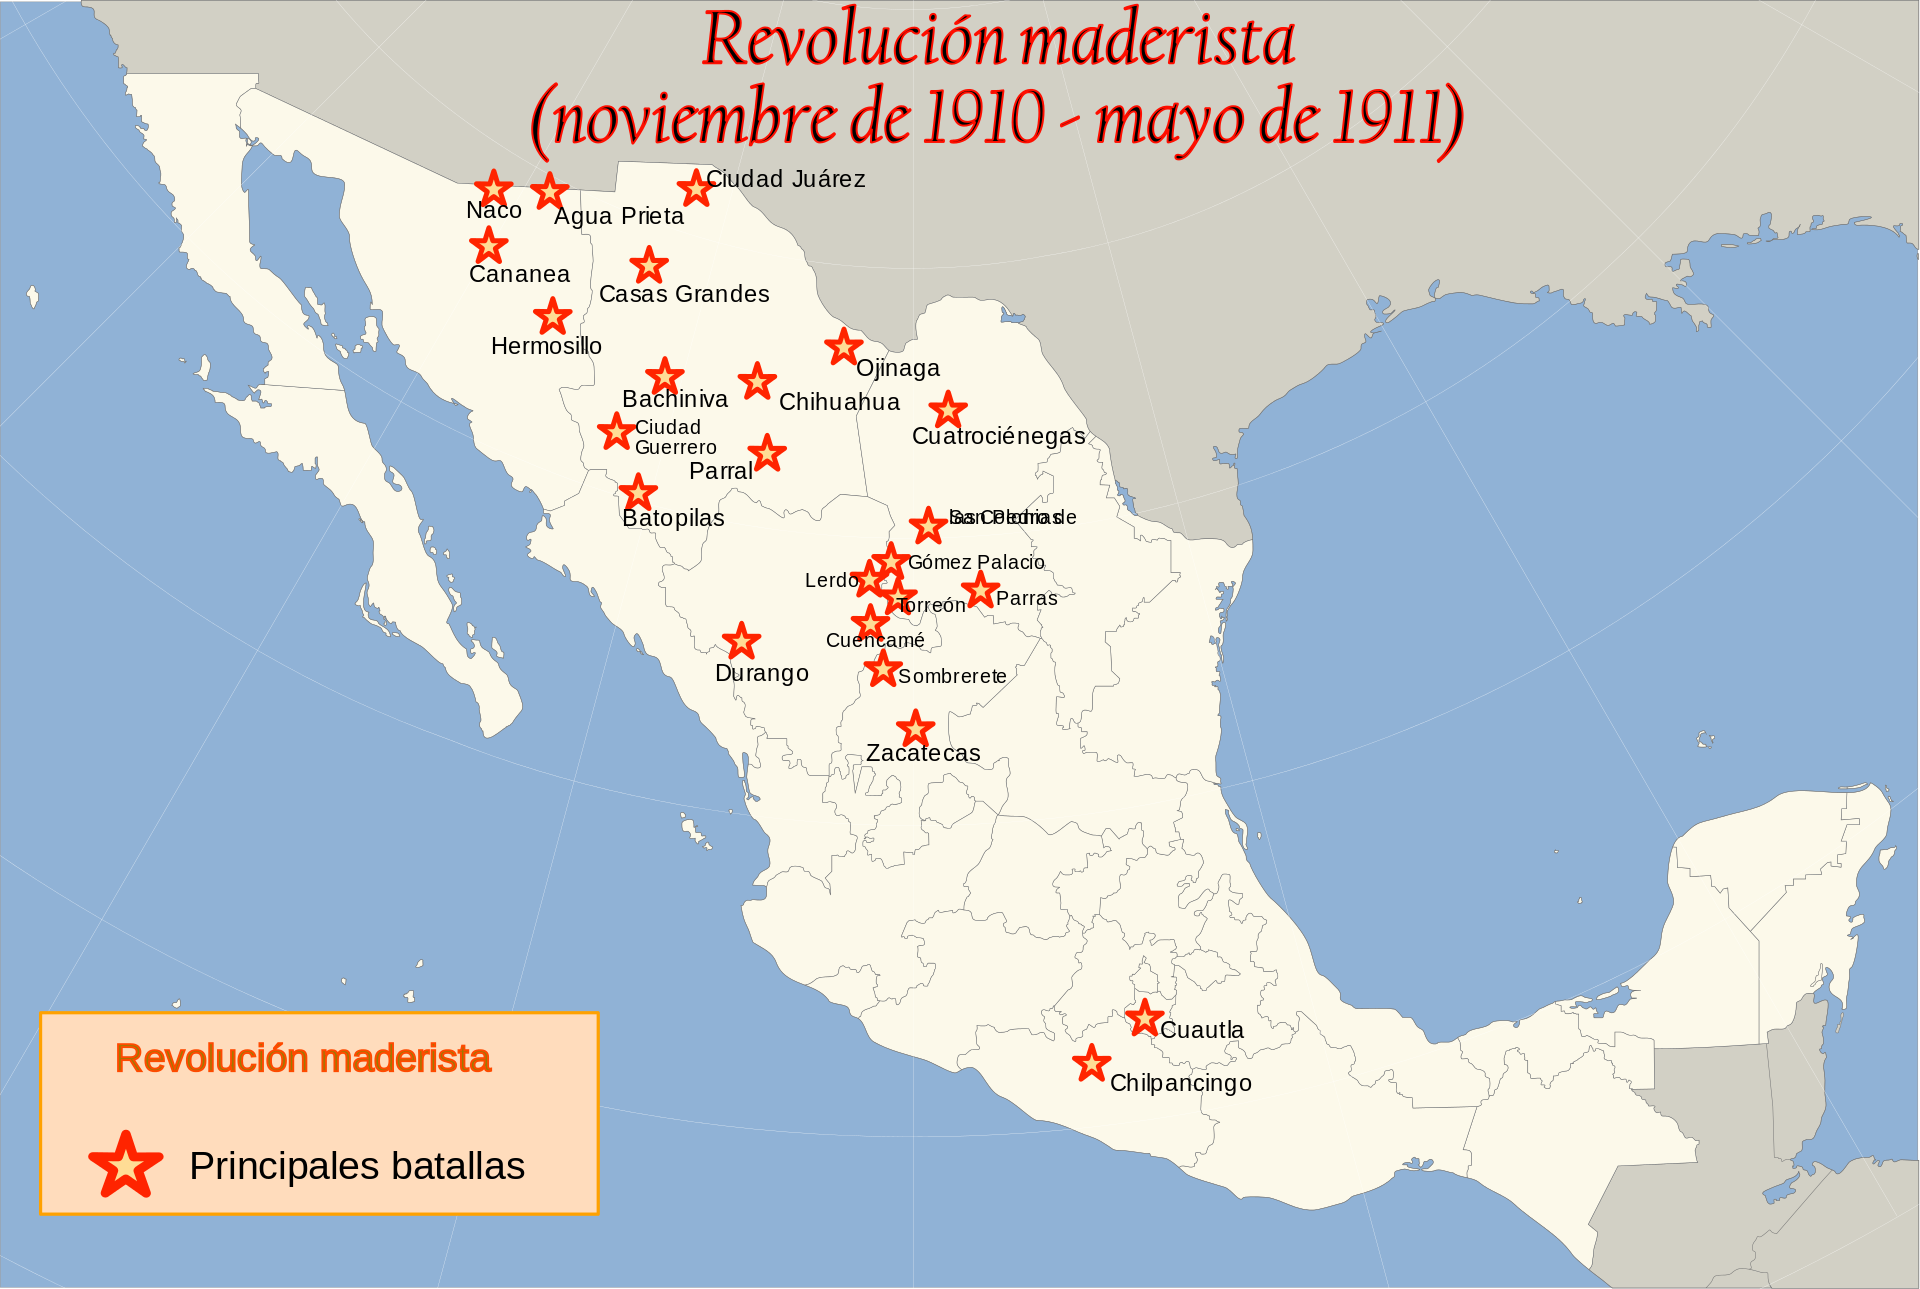 Revolución maderista
(noviembre de 1910 - mayo de 1911)
Ciudad Juárez
Naco
Agua Prieta
Cananea
Casas Grandes
Hermosillo
Ojinaga
Bachiniva
Chihuahua
Ciudad
Guerrero
Cuatrociénegas
Parral
Batopilas
San Pedro de
las Colonias
Gómez Palacio
Lerdo
Torreón
Parras
Cuencamé
Durango
Sombrerete
Zacatecas
Cuautla
Chilpancingo
Revolución maderista
Principales batallas